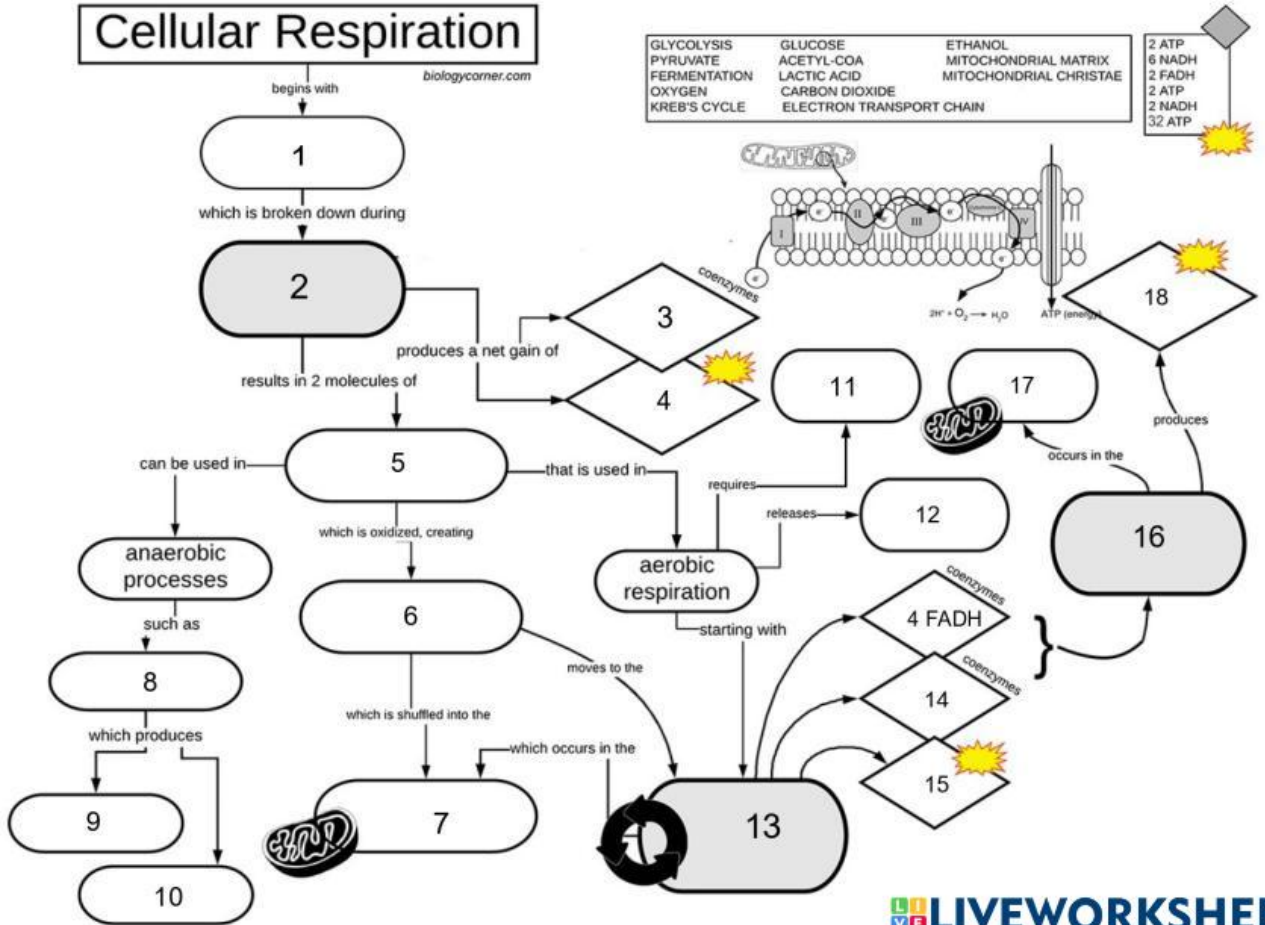 Cellular Respiration
biologycorner.com
begins with
GLYCOLYSIS GLUCOSE ETHANOL
PYRUVATE ACETYL-COA MITOCHONDRIAL MATRIX
FERMENTATION LACTIC ACID MITOCHONDRIAL CHRISTAE
OXYGEN CARBON DIOXIDE
KREB'S CYCLE ELECTRON TRANSPORT CHAIN
2 ATP
6 NADH
2 FADH
2 ATP
2 NADH
32 ATP
1
which is broken down during
2
produces a net gain of
coenzymes
3
4
I
e-
II
e-
III
e-
IV
e-
e-
2H+ + O2 → H2O
ATP (energy)
18
results in 2 molecules of
11
17
produces
occurs in the
can be used in
5
that is used in
requires
releases
12
16
which is oxidized, creating
anaerobic
processes
aerobic
respiration
such as
6
starting with
coenzymes
4 FADH
}
moves to the
8
coenzymes
14
which produces
which is shuffled into the
which occurs in the
15
9
7
13
10
LIVE LIVEWORKSHE